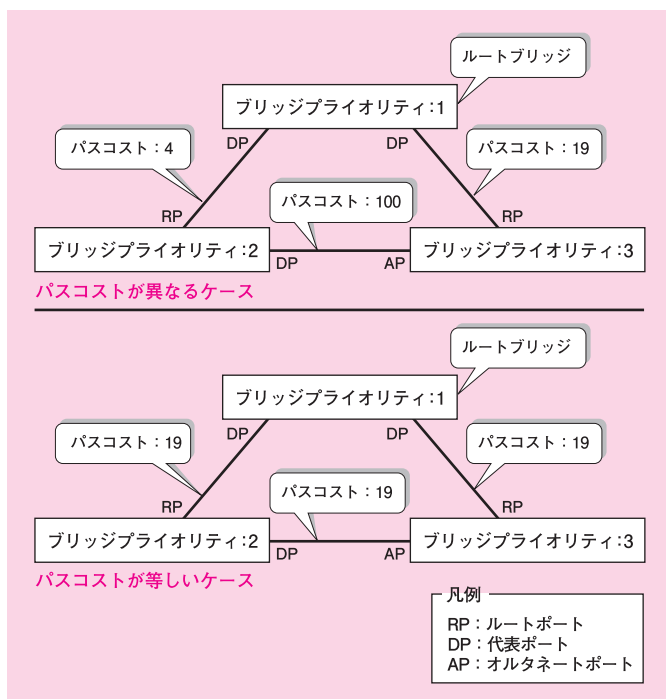 ルートブリッジ
ブリッジプライオリティ:1
DP
DP
パスコスト:4
パスコスト:19
パスコスト:100
RP
RP
ブリッジプライオリティ:2
ブリッジプライオリティ:3
DP
AP
パスコストが異なるケース
ルートブリッジ
ブリッジプライオリティ:1
DP
DP
パスコスト:19
パスコスト:19
パスコスト:19
RP
RP
ブリッジプライオリティ:2
ブリッジプライオリティ:3
DP
AP
パスコストが等しいケース
凡例
RP:ルートポート
DP:代表ポート
AP:オルタネートポート